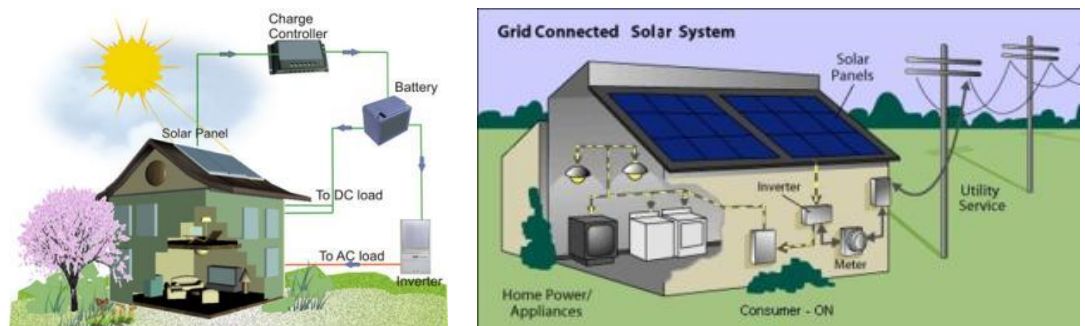 Charge
Controller
Battery
Solar Panel
To DC load
To AC load
Inverter
Grid Connected Solar System
Solar
Panels
Inverter
Utility
Service
Meter
Home Power/
Appliances
Consumer - ON